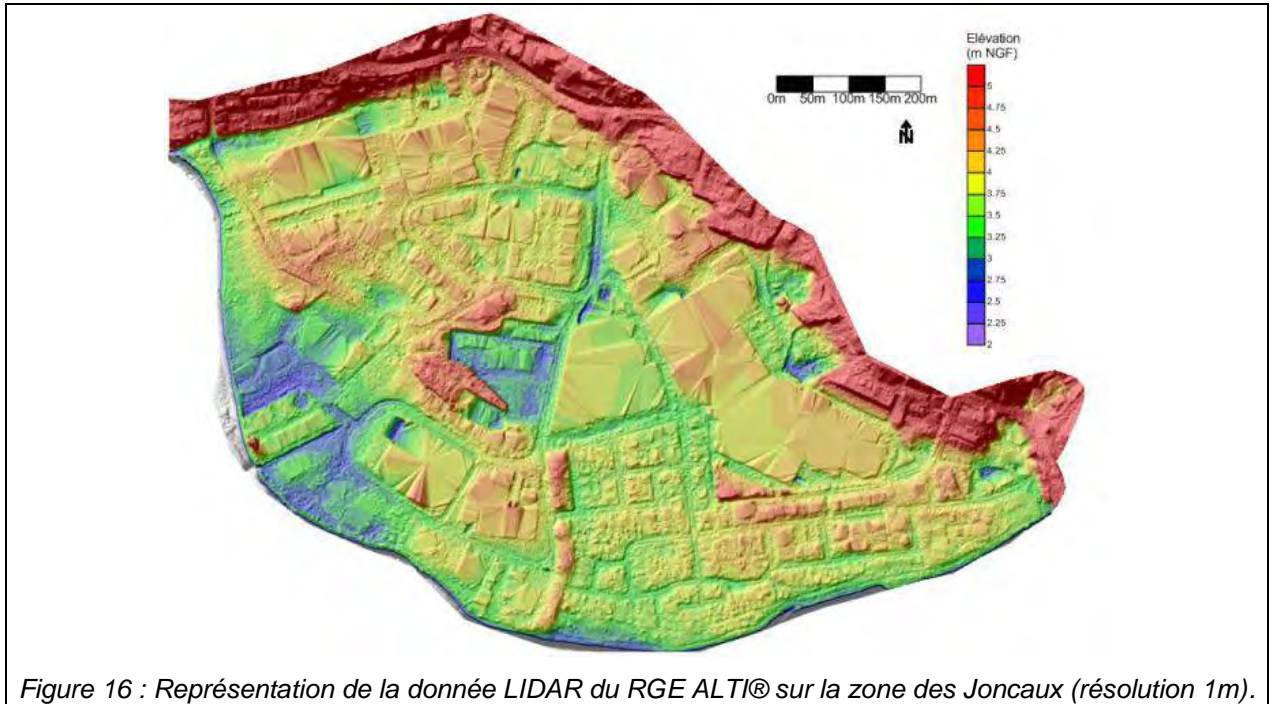 Elévation
(m NGF)
5
4.75
4.5
4.25
4
3.75
3.5
3.25
3
2.75
2.5
2.25
2
0m 50m 100m 150m 200m
N
Figure 16 : Représentation de la donnée LIDAR du RGE ALTI® sur la zone des Joncaux (résolution 1m).